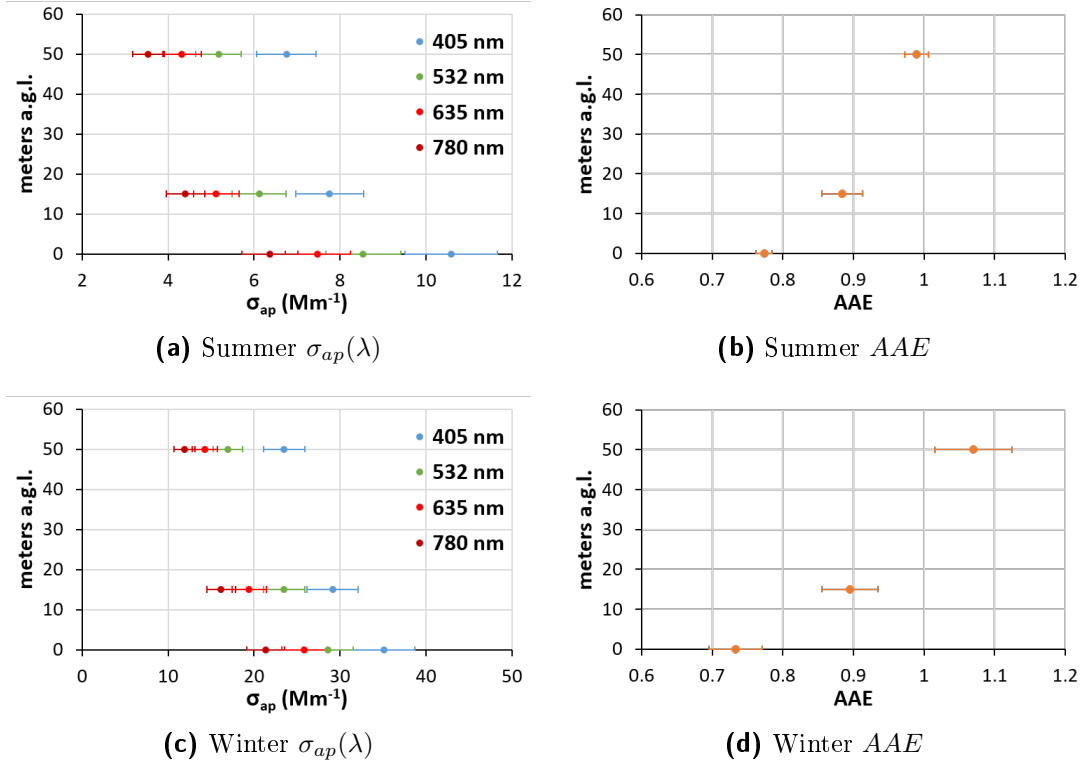 60
50
40
30
20
10
0
meters a.g.l.
405 nm
532 nm
635 nm
780 nm
2 4 6 8 10 12
σap (Mm-1)
(a) Summer σap(λ)
60
50
40
30
20
10
0
meters a.g.l.
0.6 0.7 0.8 0.9 1 1.1 1.2
AAE
(b) Summer AAE
60
50
40
30
20
10
0
meters a.g.l.
405 nm
532 nm
635 nm
780 nm
0 10 20 30 40 50
σap (Mm-1)
(c) Winter σap(λ)
60
50
40
30
20
10
0
meters a.g.l.
0.6 0.7 0.8 0.9 1 1.1 1.2
AAE
(d) Winter AAE